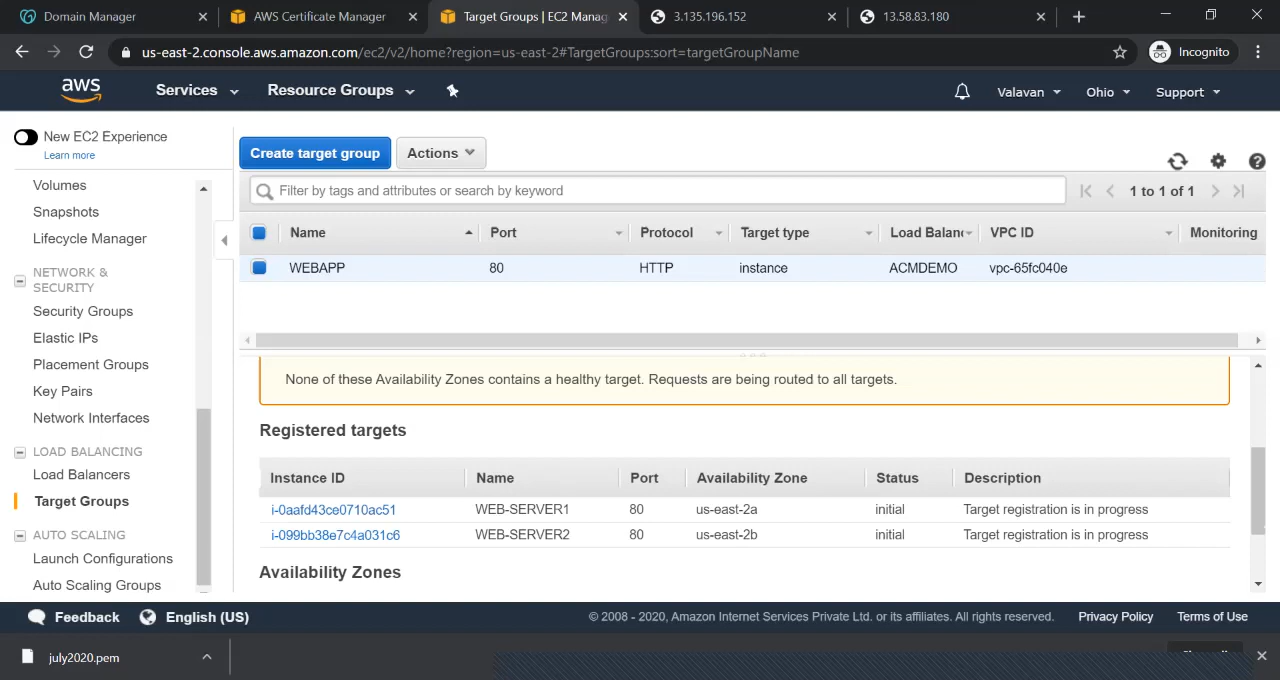 Domain Manager
AWS Certificate Manager
Target Groups | EC2 Manag
3.135.196.152
13.58.83.180
us-east-2.console.aws.amazon.com/ec2/v2/home?region=us-east-2#TargetGroups:sort=targetGroupName
Incognito
aws Services Resource Groups Valavan Ohio Support
New EC2 Experience
Learn more
Volumes
Snapshots
Lifecycle Manager
NETWORK &
SECURITY
Security Groups
Elastic IPs
Placement Groups
Key Pairs
Network Interfaces
LOAD BALANCING
Load Balancers
Target Groups
AUTO SCALING
Launch Configurations
Auto Scaling Groups
Create target group Actions
Filter by tags and attributes or search by keyword
1 to 1 of 1
Name Port Protocol Target type Load Balanc VPC ID Monitoring
WEBAPP 80 HTTP instance ACMDEMO vpc-65fc040e
None of these Availability Zones contains a healthy target. Requests are being routed to all targets.
Registered targets
Instance ID Name Port Availability Zone Status Description
i-0aafd43ce0710ac51 WEB-SERVER1 80 us-east-2a initial Target registration is in progress
i-099bb38e7c4a031c6 WEB-SERVER2 80 us-east-2b initial Target registration is in progress
Availability Zones
Feedback English (US) © 2008 - 2020, Amazon Internet Services Private Ltd. or its affiliates. All rights reserved. Privacy Policy Terms of Use
july2020.pem